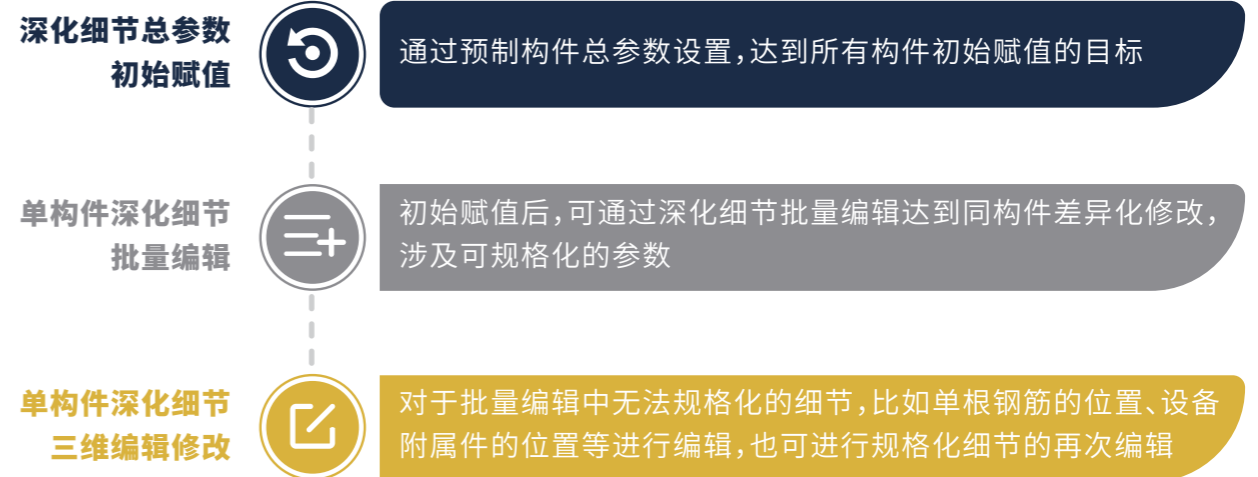 深化细节总参数
初始赋值
通过预制构件总参数设置，达到所有构件初始赋值的目标
单构件深化细节
批量编辑
初始赋值后，可通过深化细节批量编辑达到同构件差异化修改，
涉及可规格化的参数
单构件深化细节
三维编辑修改
对于批量编辑中无法规格化的细节，比如单根钢筋的位置、设备
附属件的位置等进行编辑，也可进行规格化细节的再次编辑